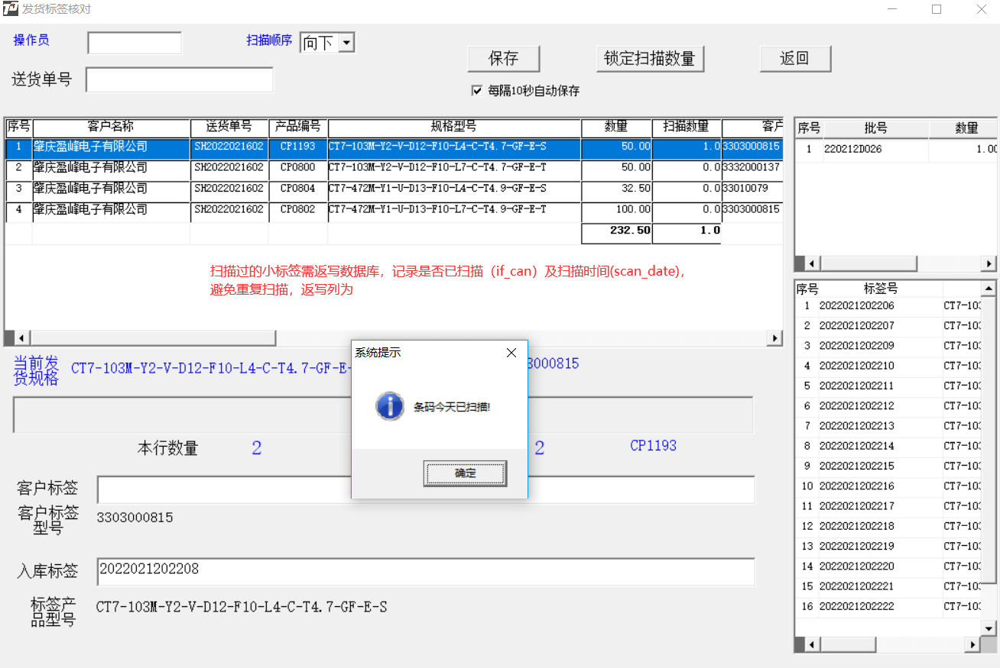 发货标签核对
操作员
扫描顺序 向下
保存 锁定扫描数量 返回
送货单号
每隔10秒自动保存
序号 客户名称 送货单号 产品编号 规格型号 数量 扫描数量 客户
1 肇庆盈峰电子有限公司 SH2022021602 CP1193 CT7-103M-Y2-V-D12-F10-L4-C-T4.7-GF-E-S 50.00 1.0 3303000815
2 肇庆盈峰电子有限公司 SH2022021602 CP0800 CT7-103M-Y2-V-D12-F10-L7-C-T4.7-GF-E-T 50.00 0.0 3332000137
3 肇庆盈峰电子有限公司 SH2022021602 CP0804 CT7-472M-Y1-U-D13-F10-L4-C-T4.9-GF-E-S 32.50 0.0 33010079
4 肇庆盈峰电子有限公司 SH2022021602 CP0802 CT7-472M-Y1-U-D13-F10-L7-C-T4.9-GF-E-T 100.00 0.0 3303000815
232.50 1.0
扫描过的小标签需返写数据库，记录是否已扫描（if_can）及扫描时间(scan_date)，
避免重复扫描，返写列为
序号 批号 数量
1 220212D026 1.00
序号 标签号
1 2022021202206 CT7-103
2 2022021202207 CT7-103
3 2022021202209 CT7-103
4 2022021202210 CT7-103
5 2022021202211 CT7-103
6 2022021202212 CT7-103
7 2022021202213 CT7-103
8 2022021202214 CT7-103
9 2022021202215 CT7-103
10 2022021202216 CT7-103
11 2022021202217 CT7-103
12 2022021202218 CT7-103
13 2022021202219 CT7-103
14 2022021202220 CT7-103
15 2022021202221 CT7-103
16 2022021202222 CT7-103
当前发
货规格
CT7-103M-Y2-V-D12-F10-L4-C-T4.7-GF-E- 3000815
系统提示
条码今天已扫描!
确定
本行数量 2 2 CP1193
客户标签
客户标签
型号
3303000815
入库标签 2022021202208
标签产
品型号
CT7-103M-Y2-V-D12-F10-L4-C-T4.7-GF-E-S